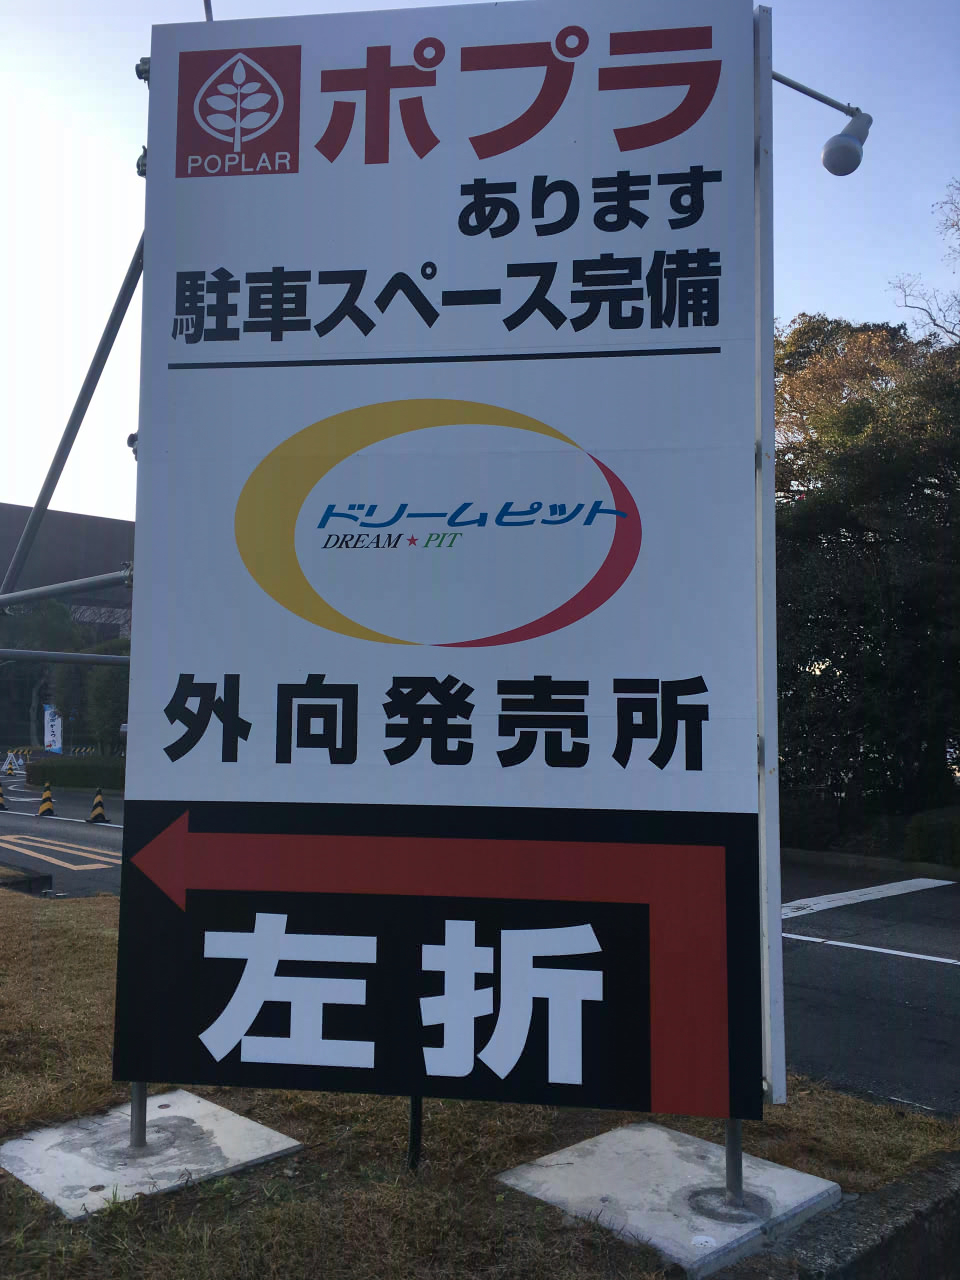 POPLAR
ポプラ
あります
駐車スペース完備
ドリームピット
DREAM★PIT
外向発売所
左折